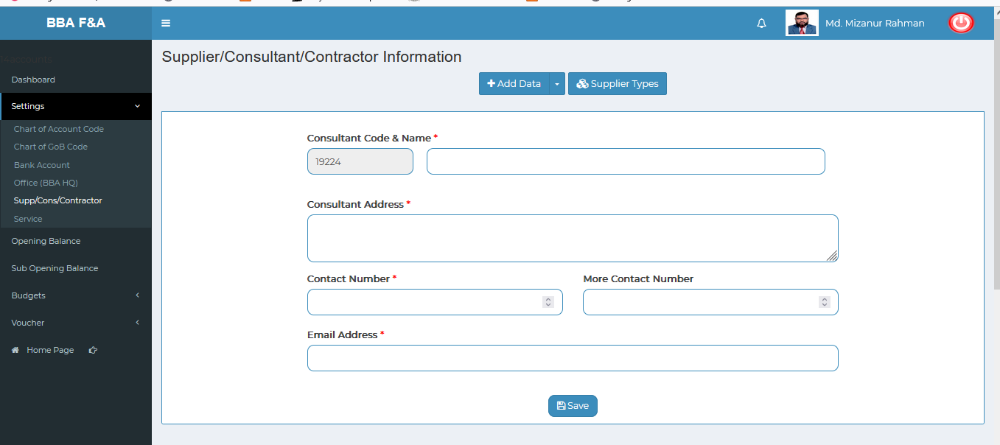 BBA F&A
Md. Mizanur Rahman
Dashboard
Settings
Chart of Account Code
Chart of GoB Code
Bank Account
Office (BBA HQ)
Supp/Cons/Contractor
Service
Opening Balance
Sub Opening Balance
Budgets
Voucher
Home Page
Supplier/Consultant/Contractor Information
Add Data
Supplier Types
Consultant Code & Name *
19224
Consultant Address *
Contact Number * More Contact Number
Email Address *
Save